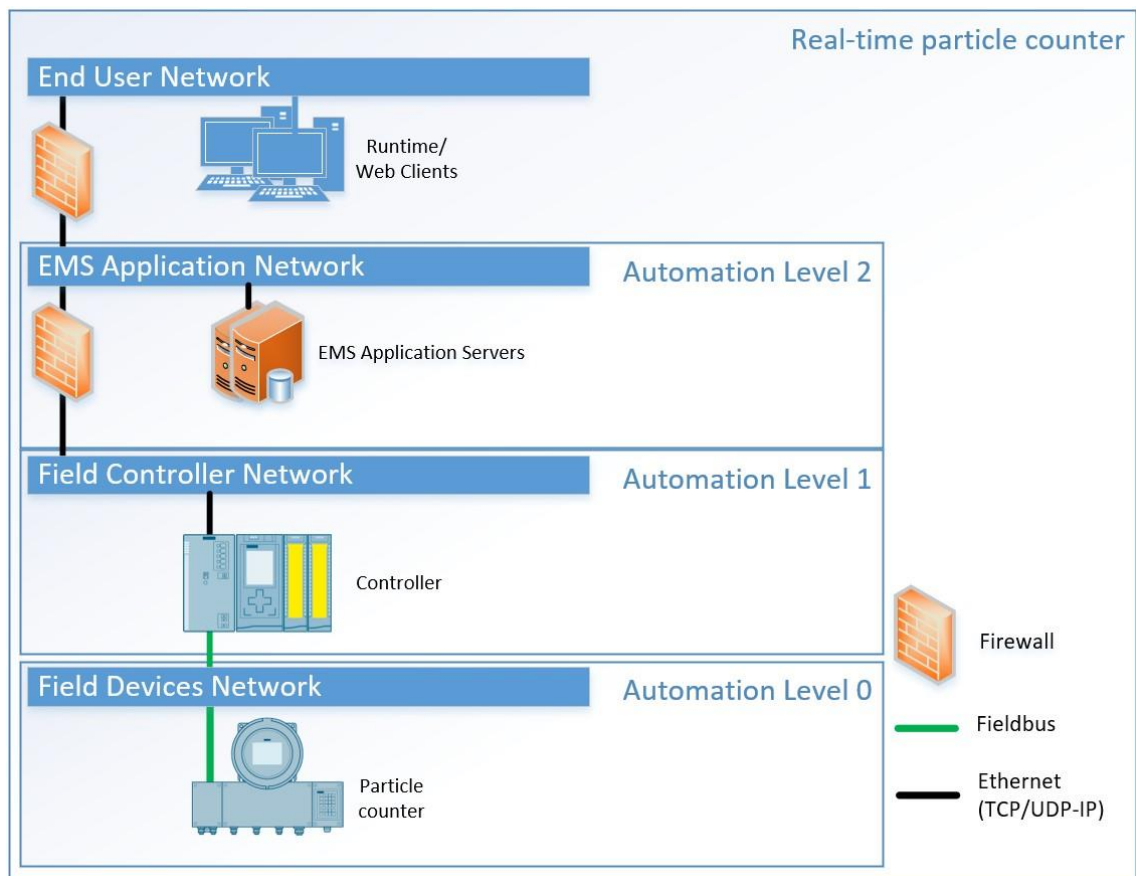 Real-time particle counter
End User Network
Runtime/
Web Clients
EMS Application Network
Automation Level 2
EMS Application Servers
Field Controller Network
Automation Level 1
Controller
Field Devices Network
Automation Level 0
Particle
counter
Firewall
Fieldbus
Ethernet
(TCP/UDP-IP)